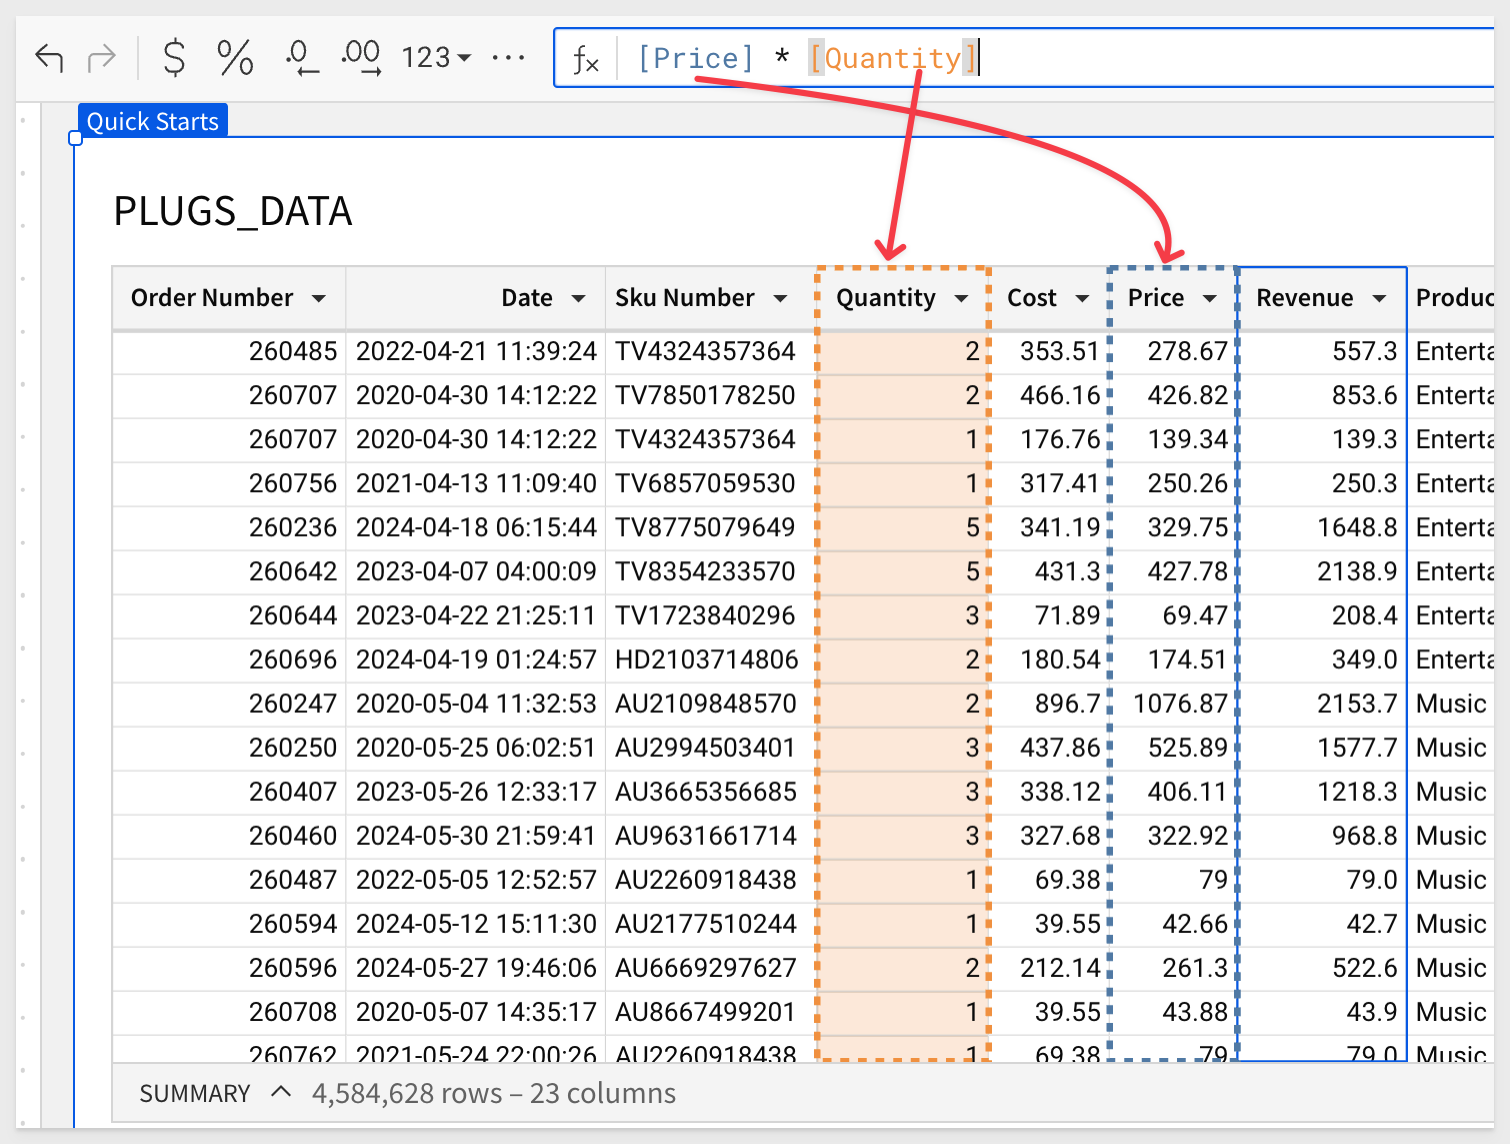 $ % .0 .00 123 ... fx [Price] * [Quantity]
Quick Starts
PLUGS_DATA
Order Number Date Sku Number Quantity Cost Price Revenue Produc
260485 2022-04-21 11:39:24 TV4324357364 2 353.51 278.67 557.3 Enterta
260707 2020-04-30 14:12:22 TV7850178250 2 466.16 426.82 853.6 Enterta
260707 2020-04-30 14:12:22 TV4324357364 1 176.76 139.34 139.3 Enterta
260756 2021-04-13 11:09:40 TV6857059530 1 317.41 250.26 250.3 Enterta
260236 2024-04-18 06:15:44 TV8775079649 5 341.19 329.75 1648.8 Enterta
260642 2023-04-07 04:00:09 TV8354233570 5 431.3 427.78 2138.9 Enterta
260644 2023-04-22 21:25:11 TV1723840296 3 71.89 69.47 208.4 Enterta
260696 2024-04-19 01:24:57 HD2103714806 2 180.54 174.51 349.0 Enterta
260247 2020-05-04 11:32:53 AU2109848570 2 896.7 1076.87 2153.7 Music
260250 2020-05-25 06:02:51 AU2994503401 3 437.86 525.89 1577.7 Music
260407 2023-05-26 12:33:17 AU3665356685 3 338.12 406.11 1218.3 Music
260460 2024-05-30 21:59:41 AU9631661714 3 327.68 322.92 968.8 Music
260487 2022-05-05 12:52:57 AU2260918438 1 69.38 79 79.0 Music
260594 2024-05-12 15:11:30 AU2177510244 1 39.55 42.66 42.7 Music
260596 2024-05-27 19:46:06 AU6669297627 2 212.14 261.3 522.6 Music
260708 2020-05-07 14:35:17 AU8667499201 1 39.55 43.88 43.9 Music
260762 2021-05-24 22:00:26 AU2260918438 1 69.38 79 79.0 Music
SUMMARY 4,584,628 rows – 23 columns